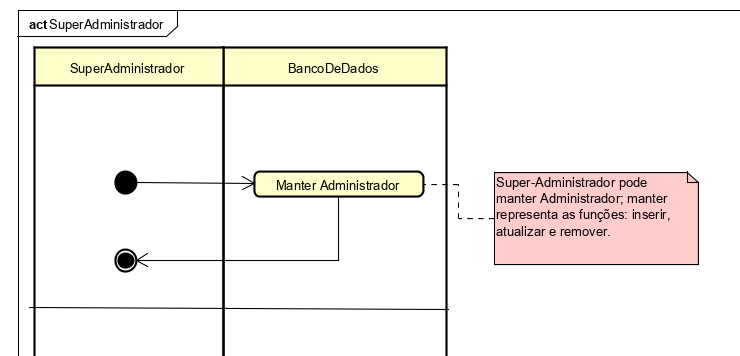 act SuperAdministrador
SuperAdministrador
BancoDeDados
Manter Administrador
Super-Administrador pode
manter Administrador; manter
representa as funções: inserir,
atualizar e remover.